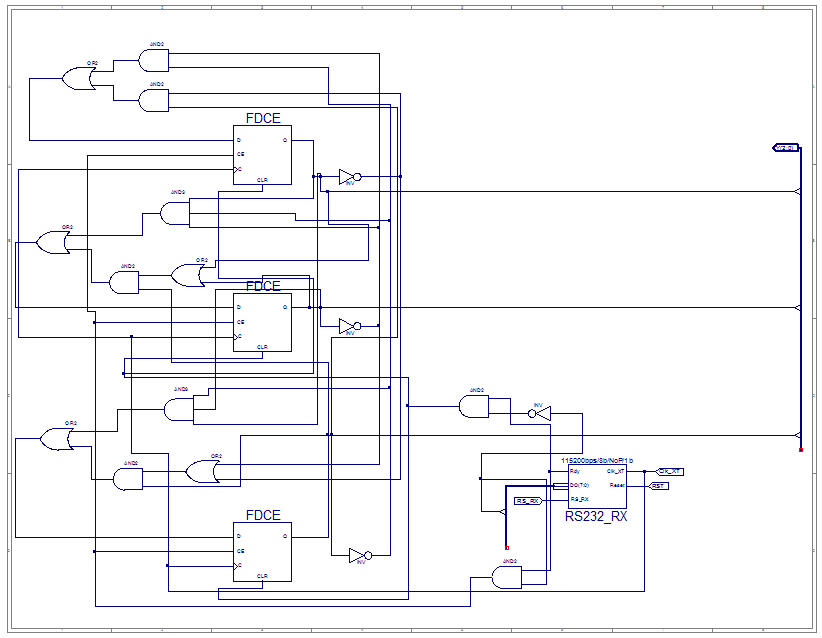 AND2
OR2
AND2
FDCE
D
Q
CE
C
CLR
INV
AND3
OR2
OR2
AND2
FDCE
D
Q
CE
C
CLR
INV
AND3
AND2
INV
OR2
OR2
AND2
115200bps/8b/NoP/1b
Rdy
Clk_XT
Clk_XT
DO(7:0)
Reset
RST
RS_RX
RS_RX
RS232_RX
FDCE
D
Q
CE
C
CLR
INV
AND2